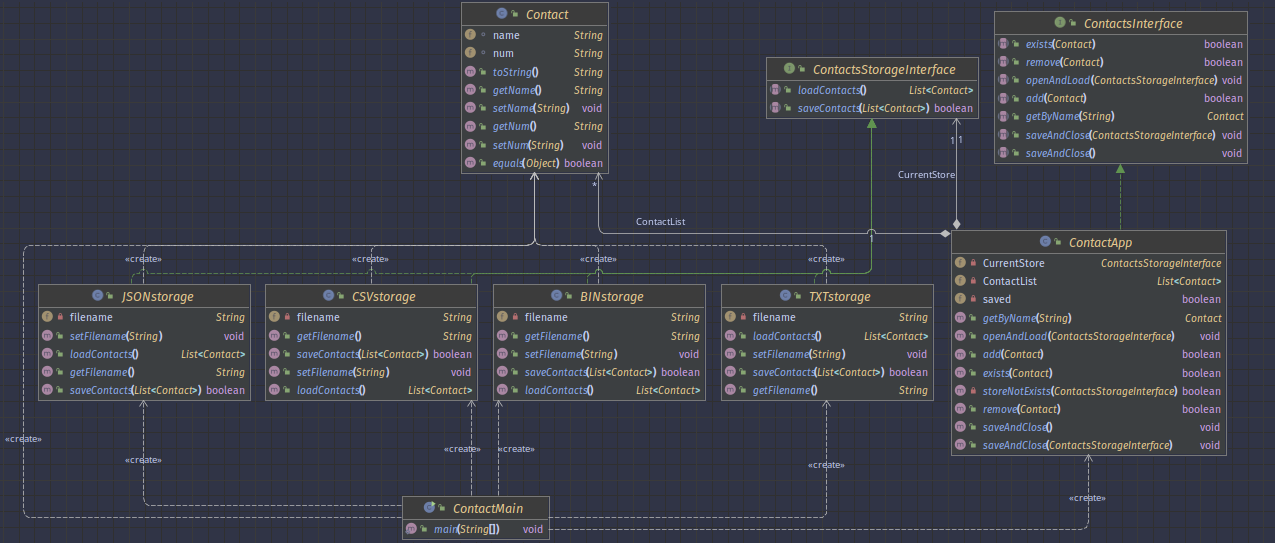 Contact
name String
num String
toString() String
getName() String
setName(String) void
getNum() String
setNum(String) void
equals(Object) boolean
ContactsStorageInterface
loadContacts() List<Contact>
saveContacts(List<Contact>) boolean
ContactsInterface
exists(Contact) boolean
remove(Contact) boolean
openAndLoad(ContactsStorageInterface) void
add(Contact) boolean
getByName(String) Contact
saveAndClose(ContactsStorageInterface) void
saveAndClose() void
1 1
CurrentStore
*
ContactList
1
«create»
«create»
«create»
«create»
JSONstorage
filename String
setFilename(String) void
loadContacts() List<Contact>
getFilename() String
saveContacts(List<Contact>) boolean
CSVstorage
filename String
getFilename() String
saveContacts(List<Contact>) boolean
setFilename(String) void
loadContacts() List<Contact>
BINstorage
filename String
getFilename() String
setFilename(String) void
saveContacts(List<Contact>) boolean
loadContacts() List<Contact>
TXTstorage
filename String
loadContacts() List<Contact>
setFilename(String) void
saveContacts(List<Contact>) boolean
getFilename() String
ContactApp
CurrentStore ContactsStorageInterface
ContactList List<Contact>
saved boolean
getByName(String) Contact
openAndLoad(ContactsStorageInterface) void
add(Contact) boolean
exists(Contact) boolean
storeNotExists(ContactsStorageInterface) boolean
remove(Contact) boolean
saveAndClose() void
saveAndClose(ContactsStorageInterface) void
«create»
«create»
«create»
«create»
«create»
«create»
ContactMain
main(String[]) void